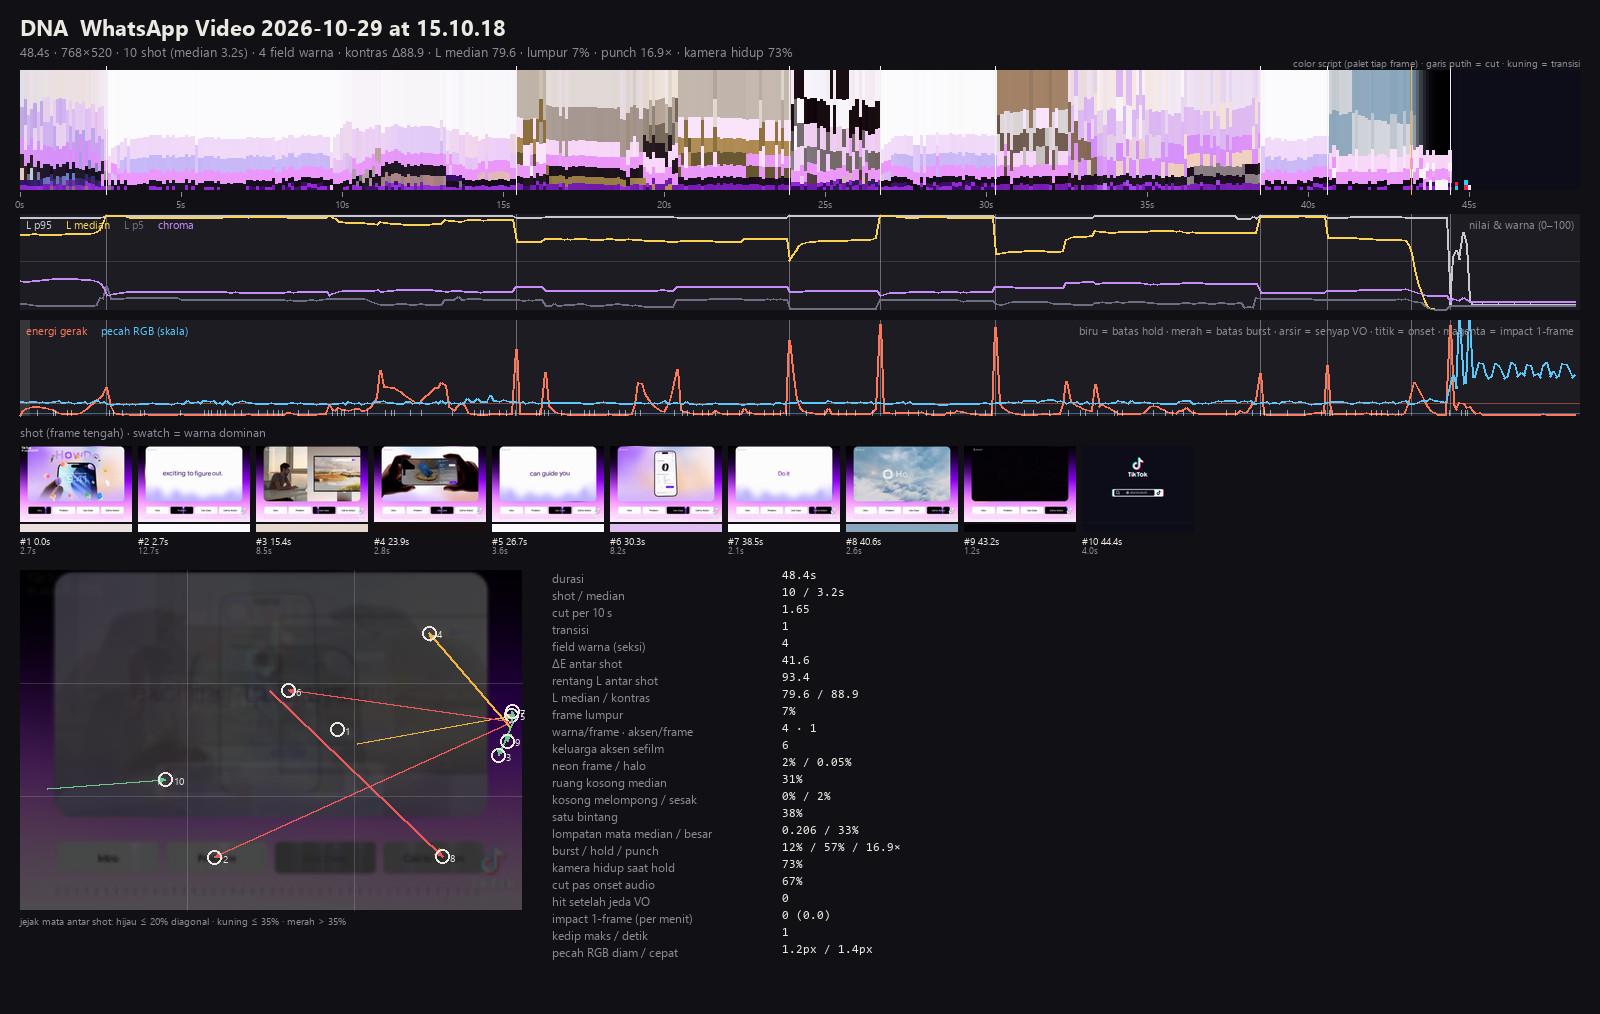 DNA WhatsApp Video 2026-10-29 at 15.10.18
48.4s · 768×520 · 10 shot (median 3.2s) · 4 field warna · kontras Δ88.9 · L median 79.6 · lumpur 7% · punch 16.9× · kamera hidup 73%
color script (palet tiap frame) · garis putih = cut · kuning = transisi
0s 5s 10s 15s 20s 25s 30s 35s 40s 45s
L p95 L median L p5 chroma
nilai & warna (0–100)
energi gerak pecah RGB (skala)
biru = batas hold · merah = batas burst · arsir = senyap VO · titik = onset · magenta = impact 1-frame
shot (frame tengah) · swatch = warna dominan
exciting to figure out.
can guide you
Do it
TikTok
#1 0.0s #2 2.7s #3 15.4s #4 23.9s #5 26.7s #6 30.3s #7 38.5s #8 40.6s #9 43.2s #10 44.4s
2.7s 12.7s 8.5s 2.8s 3.6s 8.2s 2.1s 2.6s 1.2s 4.0s
4
6
1
7
5
9
3
10
2
8
Intro
jejak mata antar shot: hijau ≤ 20% diagonal · kuning ≤ 35% · merah > 35%
durasi 48.4s
shot / median 10 / 3.2s
cut per 10 s 1.65
transisi 1
field warna (seksi) 4
ΔE antar shot 41.6
rentang L antar shot 93.4
L median / kontras 79.6 / 88.9
frame lumpur 7%
warna/frame · aksen/frame 4 · 1
keluarga aksen sefilm 6
neon frame / halo 2% / 0.05%
ruang kosong median 31%
kosong melompong / sesak 0% / 2%
satu bintang 38%
lompatan mata median / besar 0.206 / 33%
burst / hold / punch 12% / 57% / 16.9×
kamera hidup saat hold 73%
cut pas onset audio 67%
hit setelah jeda VO 0
impact 1-frame (per menit) 0 (0.0)
kedip maks / detik 1
pecah RGB diam / cepat 1.2px / 1.4px